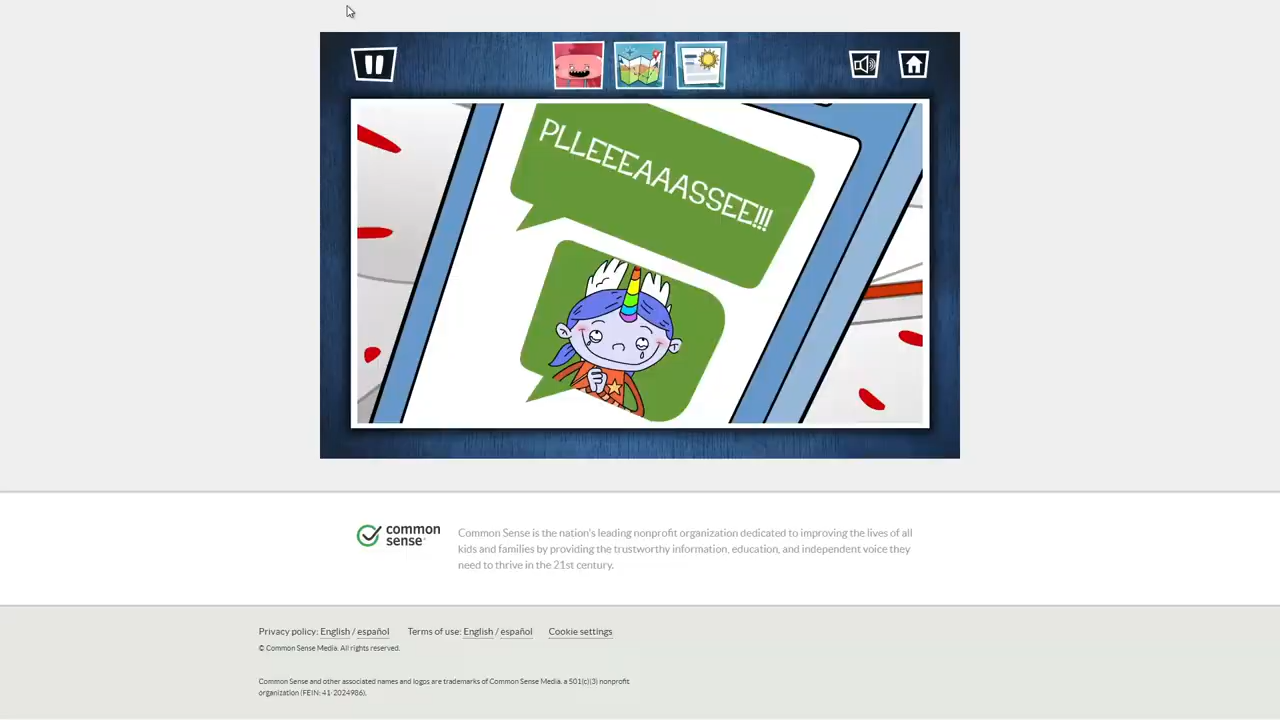 PLLEEEAAASSEE!!!
common
sense
Common Sense is the nation's leading nonprofit organization dedicated to improving the lives of all
kids and families by providing the trustworthy information, education, and independent voice they
need to thrive in the 21st century.
Privacy policy: English / español Terms of use: English / español Cookie settings
© Common Sense Media. All rights reserved.
Common Sense and other associated names and logos are trademarks of Common Sense Media, a 501(c)(3) nonprofit
organization (FEIN: 41-2024986).